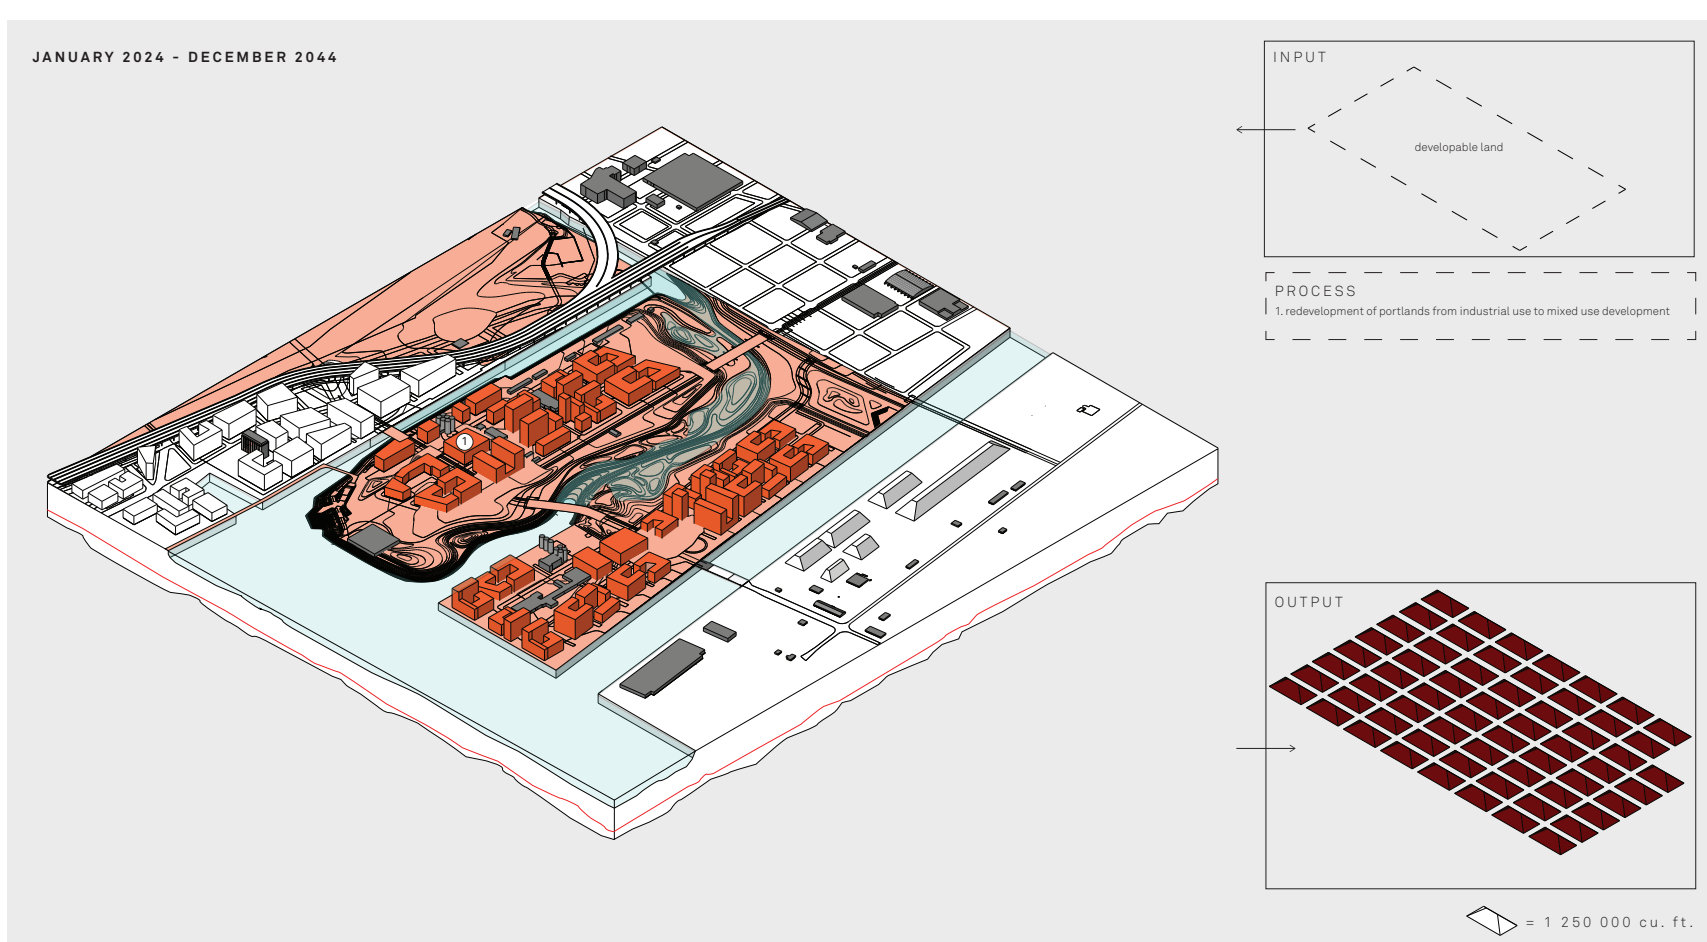 JANUARY 2024 - DECEMBER 2044
INPUT
developable land
PROCESS
1. redevelopment of portlands from industrial use to mixed use development
1
OUTPUT
= 1 250 000 cu. ft.